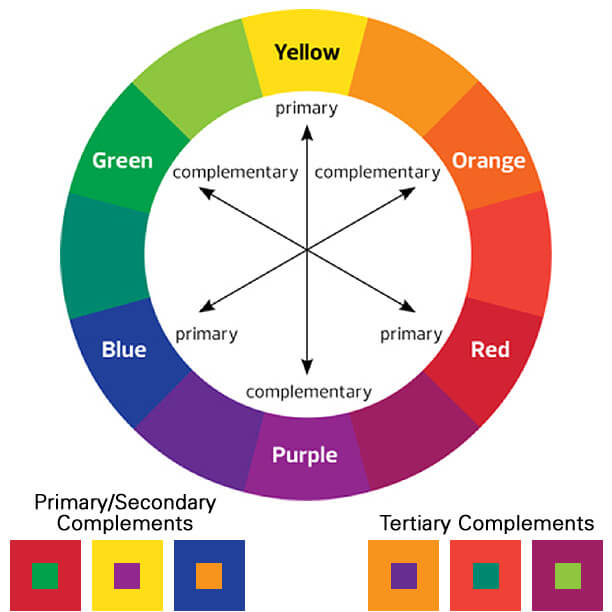 Yellow
primary
Green
Orange
complementary
complementary
primary
primary
Blue
Red
complementary
Purple
Primary/Secondary
Complements
Tertiary Complements